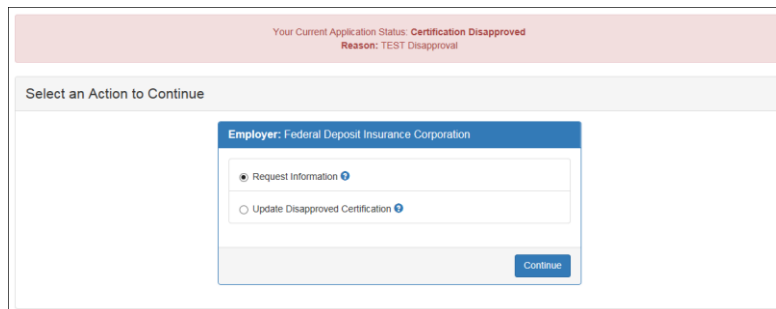 Your Current Application Status: Certification Disapproved
Reason: TEST Disapproval
Select an Action to Continue
Employer: Federal Deposit Insurance Corporation
Request Information ?
Update Disapproved Certification ?
Continue